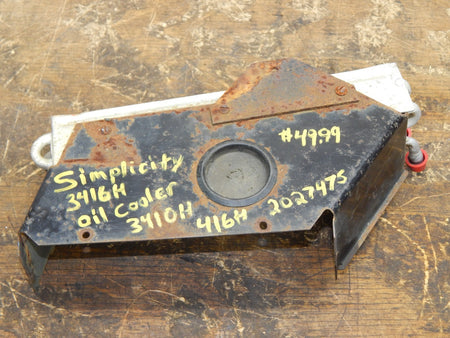 Simplicity
3416H
Oil Cooler
3410H 416H 2027475
#49.99